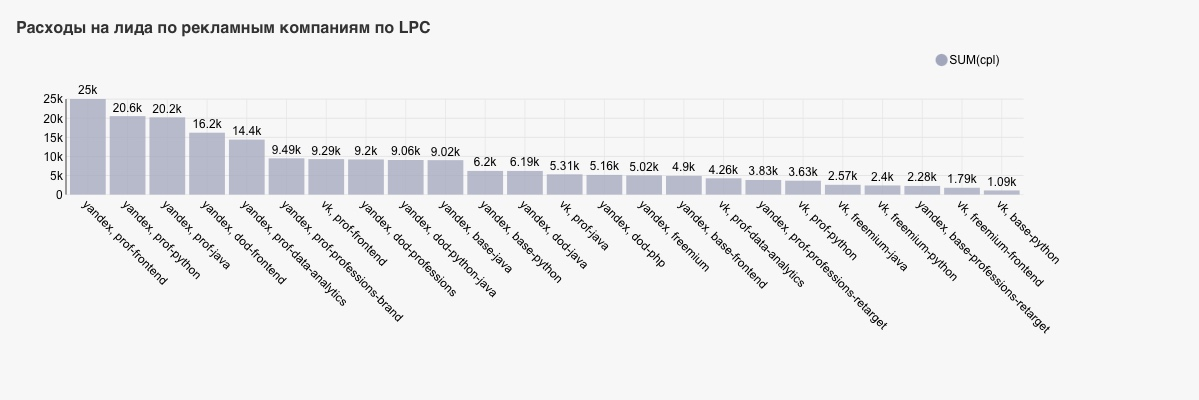 Расходы на лида по рекламным компаниям по LPC
SUM(cpl)
25k
20.6k
20.2k
16.2k
14.4k
9.49k
9.29k
9.2k
9.06k
9.02k
6.2k
6.19k
5.31k
5.16k
5.02k
4.9k
4.26k
3.83k
3.63k
2.57k
2.4k
2.28k
1.79k
1.09k
25k
20k
15k
10k
5k
0
yandex, prof-frontend
yandex, prof-python
yandex, prof-java
yandex, dod-frontend
yandex, prof-data-analytics
yandex, prof-professions-brand
vk, prof-frontend
yandex, dod-professions
yandex, dod-python-java
yandex, base-java
yandex, base-python
yandex, dod-java
vk, prof-java
yandex, dod-php
yandex, freemium
yandex, base-frontend
vk, prof-data-analytics
yandex, prof-professions-retarget
vk, prof-python
vk, freemium-java
vk, freemium-python
yandex, base-professions-retarget
vk, freemium-frontend
vk, base-python